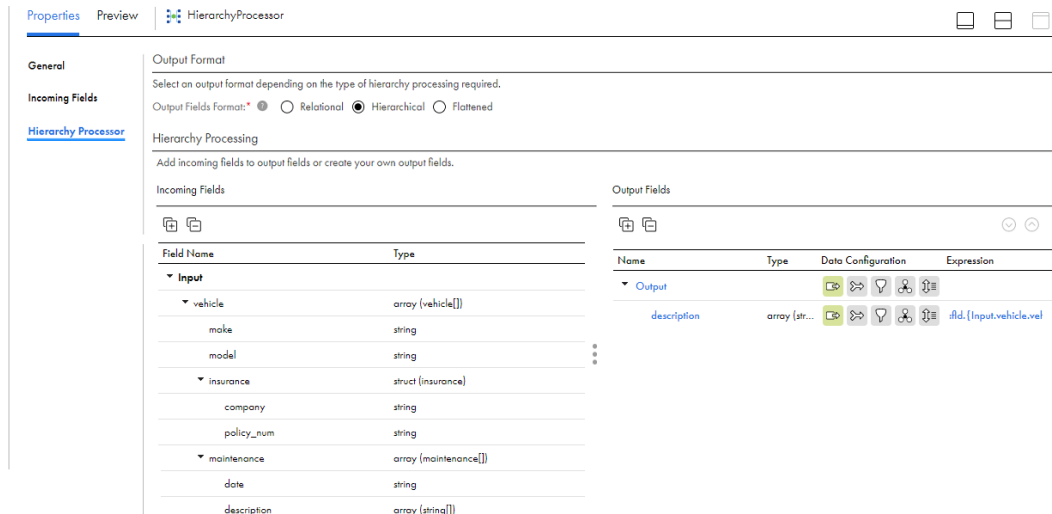 Properties Preview HierarchyProcessor
General
Incoming Fields
Hierarchy Processor
Output Format
Select an output format depending on the type of hierarchy processing required.
Output Fields Format:* ? Relational Hierarchical Flattened
Hierarchy Processing
Add incoming fields to output fields or create your own output fields.
Incoming Fields
Field Name Type
Input
vehicle array (vehicle[])
make string
model string
insurance struct (insurance)
company string
policy_num string
maintenance array (maintenance[])
date string
description array (string[])
Output Fields
Name Type Data Configuration Expression
Output
description array (str... :fld.{Input.vehicle.vel